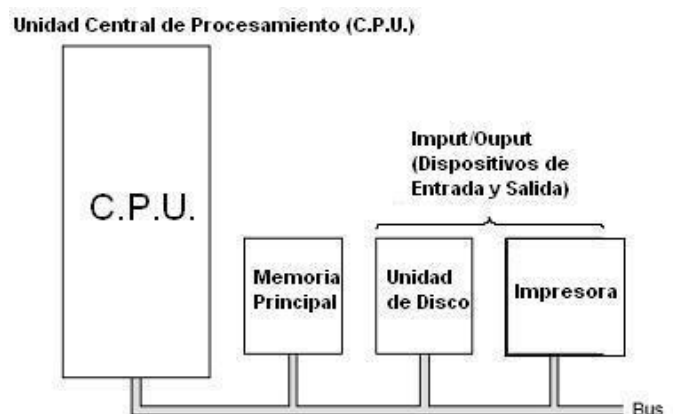 Unidad Central de Procesamiento (C.P.U.)
C.P.U.
Imput/Ouput
(Dispositivos de
Entrada y Salida)
Memoria
Principal
Unidad
de Disco
Impresora
Bus